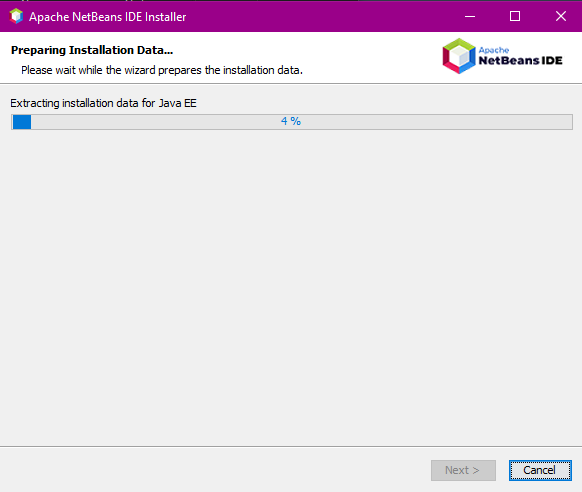 Apache NetBeans IDE Installer
Preparing Installation Data...
Please wait while the wizard prepares the installation data.
Apache
NetBeans IDE
Extracting installation data for Java EE
4 %
Next >
Cancel